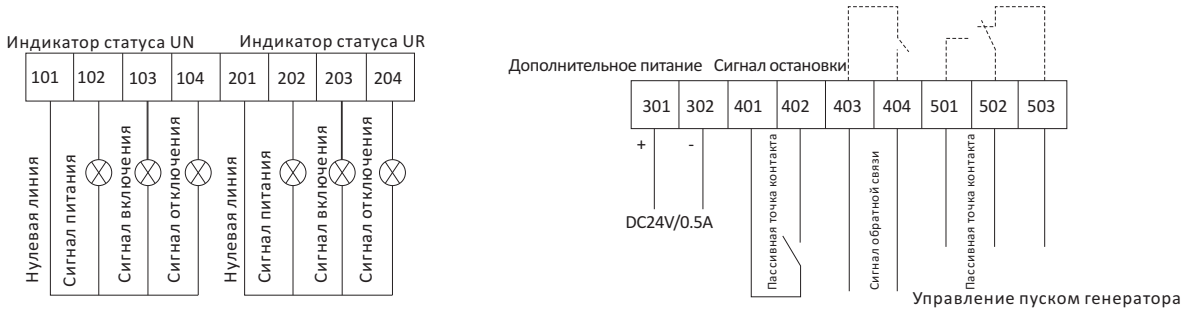 Индикатор статуса UN
Индикатор статуса UR
101 102 103 104 201 202 203 204
Нулевая линия
Сигнал питания
Сигнал включения
Сигнал отключения
Нулевая линия
Сигнал питания
Сигнал включения
Сигнал отключения
Дополнительное питание
Сигнал остановки
301 302 401 402 403 404 501 502 503
+ -
DC24V/0.5A
Пассивная точка контакта
Сигнал обратной связи
Пассивная точка контакта
Управление пуском генератора